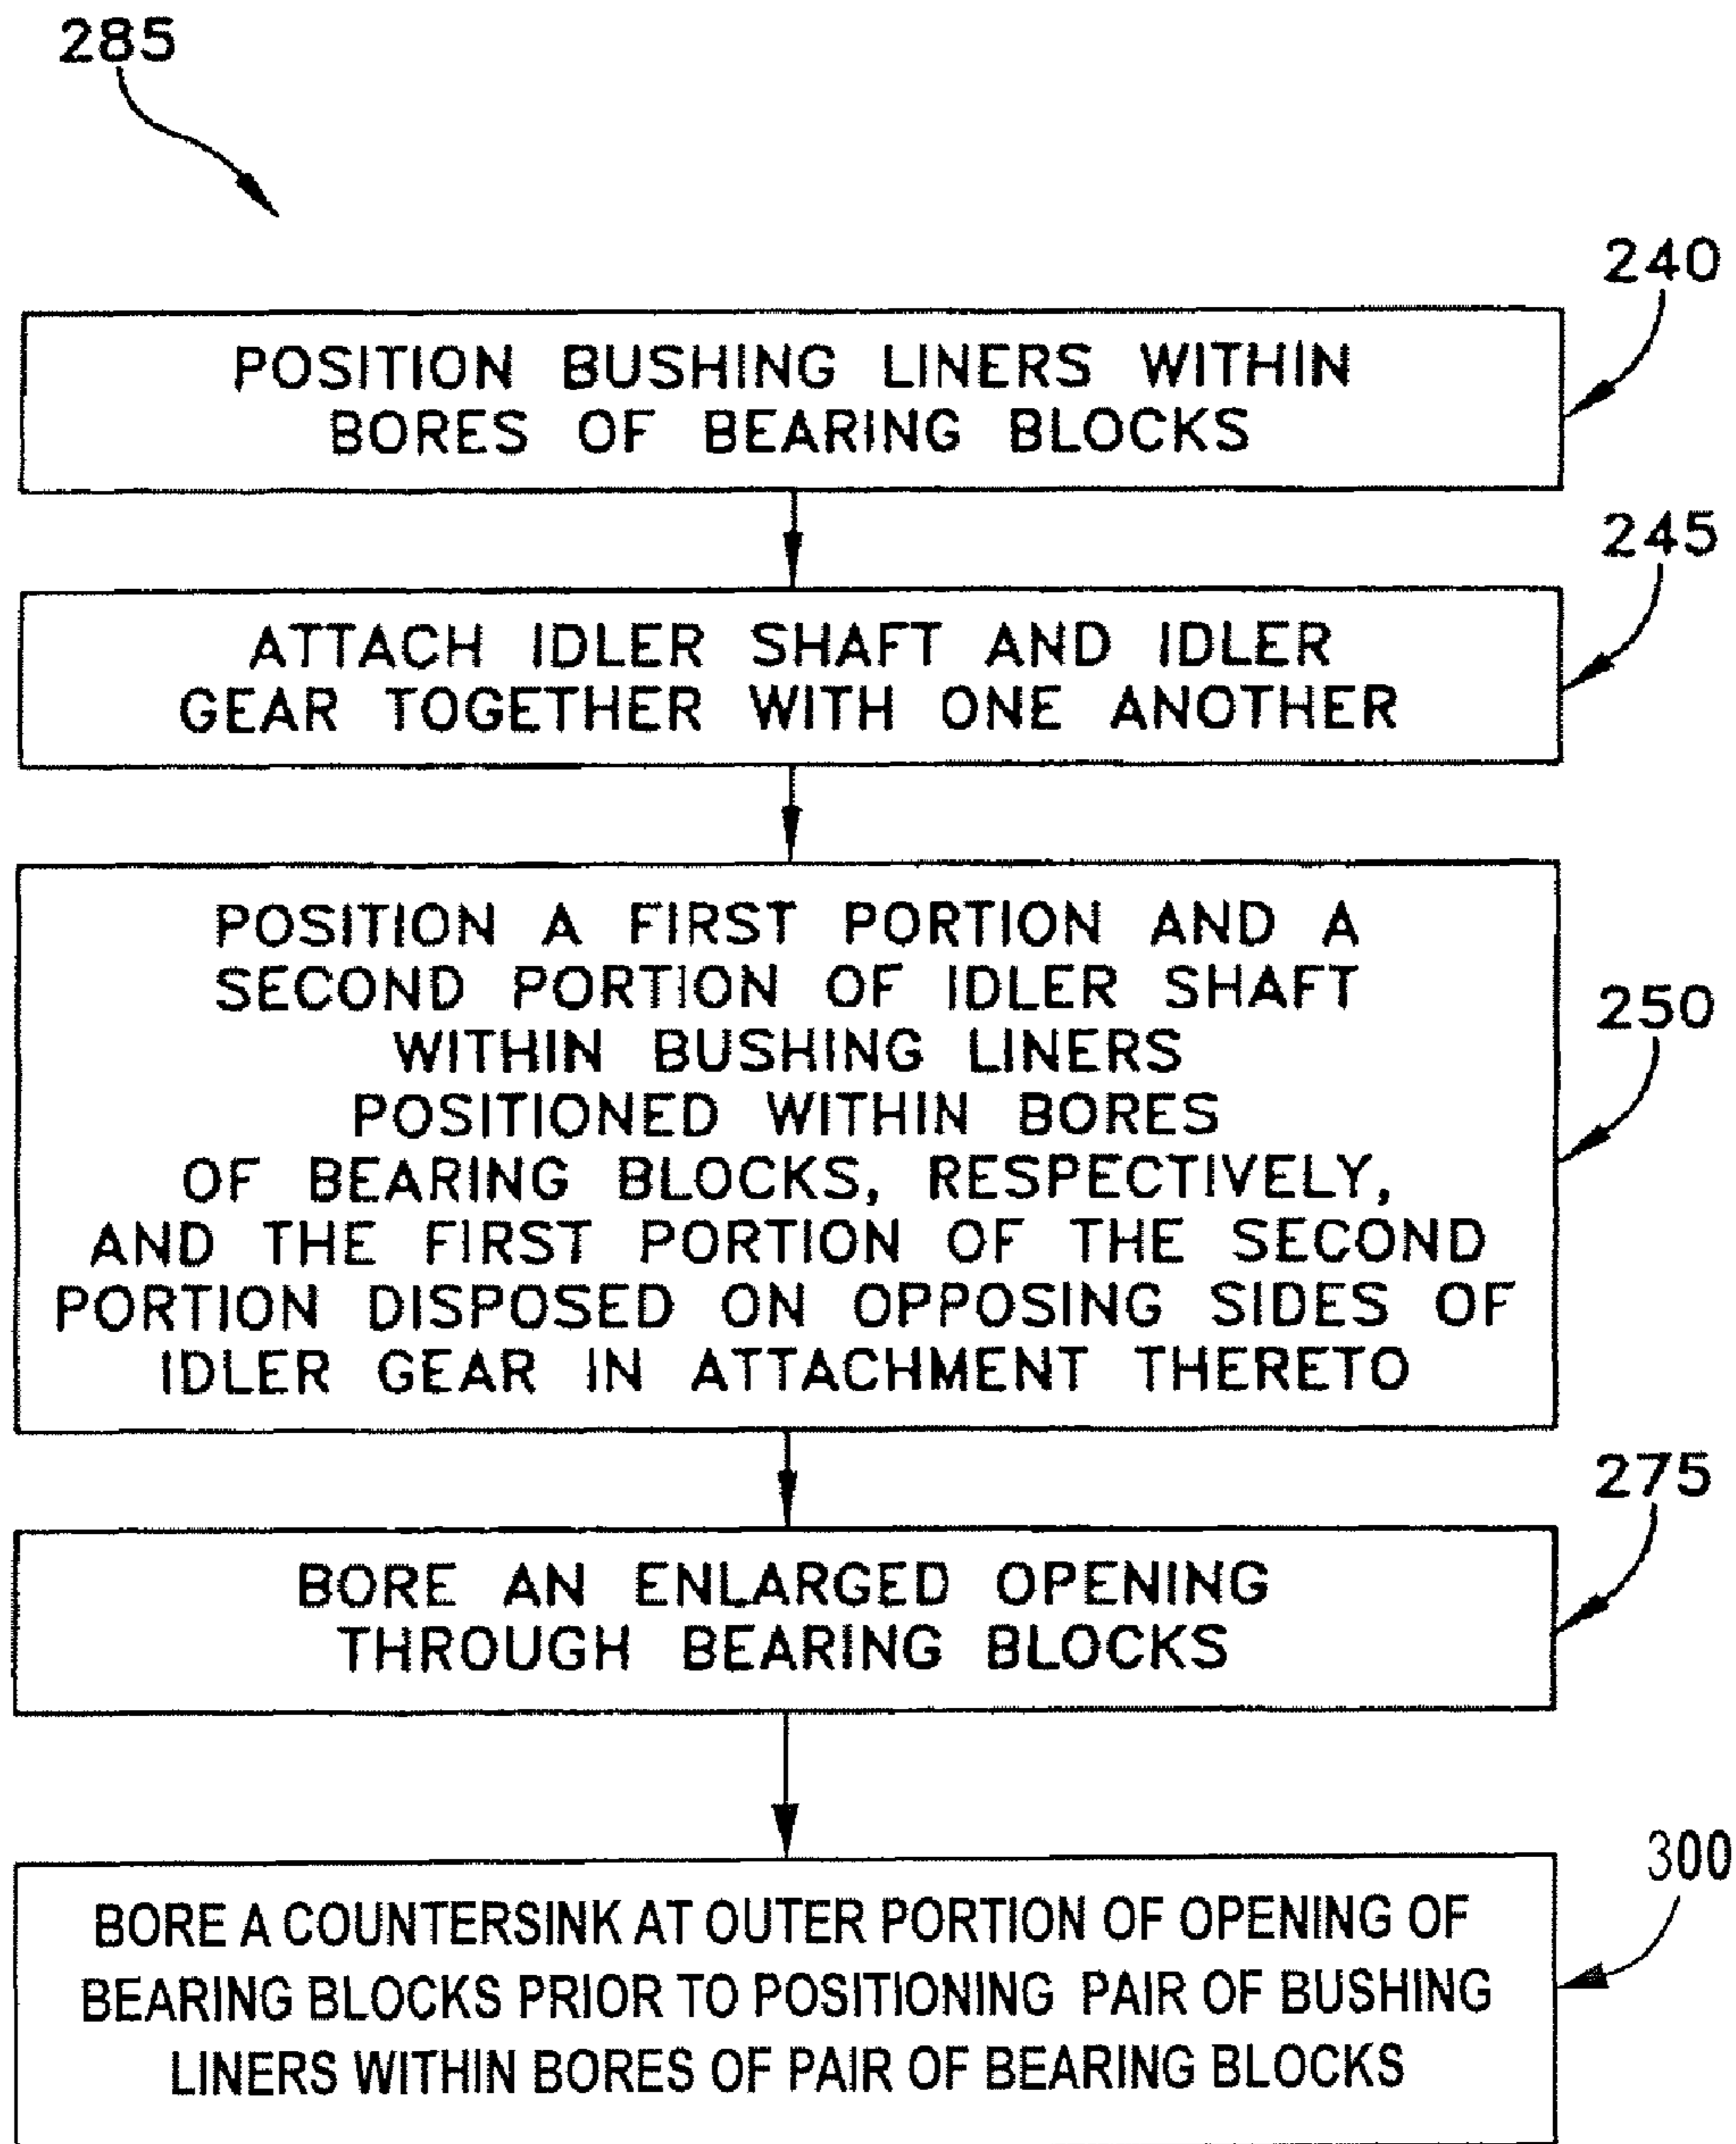 285
240
POSITION BUSHING LINERS WITHIN
BORES OF BEARING BLOCKS
245
ATTACH IDLER SHAFT AND IDLER
GEAR TOGETHER WITH ONE ANOTHER
POSITION A FIRST PORTION AND A
SECOND PORTION OF IDLER SHAFT
WITHIN BUSHING LINERS
POSITIONED WITHIN BORES
OF BEARING BLOCKS, RESPECTIVELY,
AND THE FIRST PORTION OF THE SECOND
PORTION DISPOSED ON OPPOSING SIDES OF
IDLER GEAR IN ATTACHMENT THERETO
250
275
BORE AN ENLARGED OPENING
THROUGH BEARING BLOCKS
300
BORE A COUNTERSINK AT OUTER PORTION OF OPENING OF
BEARING BLOCKS PRIOR TO POSITIONING PAIR OF BUSHING
LINERS WITHIN BORES OF PAIR OF BEARING BLOCKS